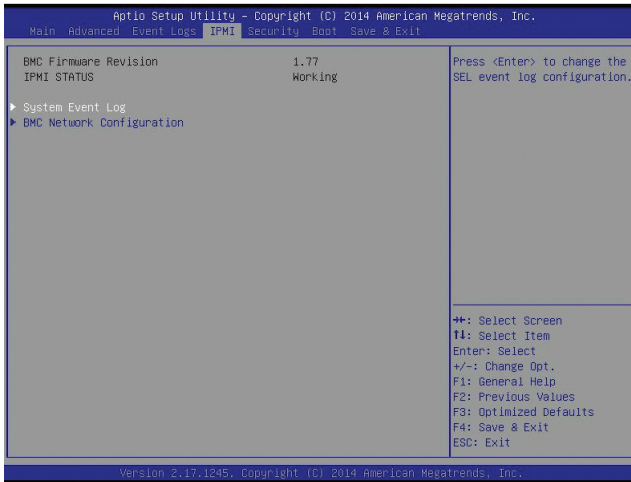 Aptio Setup Utility – Copyright (C) 2014 American Megatrends, Inc.
Main Advanced Event Logs IPMI Security Boot Save & Exit
BMC Firmware Revision 1.77
IPMI STATUS Working
System Event Log
BMC Network Configuration
Press <Enter> to change the
SEL event log configuration.
→←: Select Screen
↑↓: Select Item
Enter: Select
+/-: Change Opt.
F1: General Help
F2: Previous Values
F3: Optimized Defaults
F4: Save & Exit
ESC: Exit
Version 2.17.1245. Copyright (C) 2014 American Megatrends, Inc.